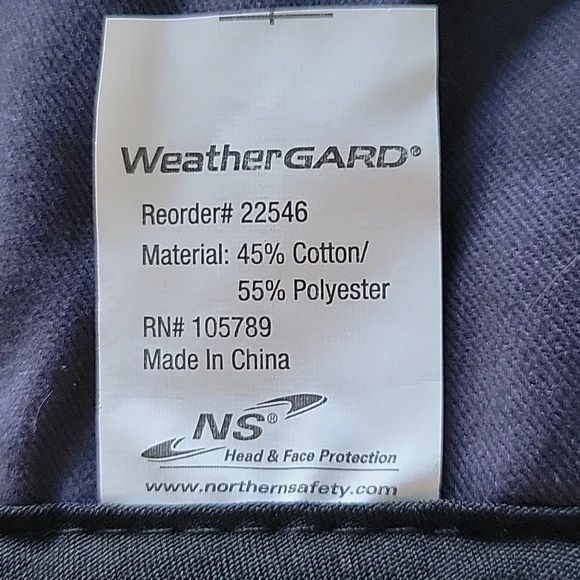 WeatherGARD®
Reorder# 22546
Material: 45% Cotton/
55% Polyester
RN# 105789
Made In China
NS®
Head & Face Protection
www.northernsafety.com